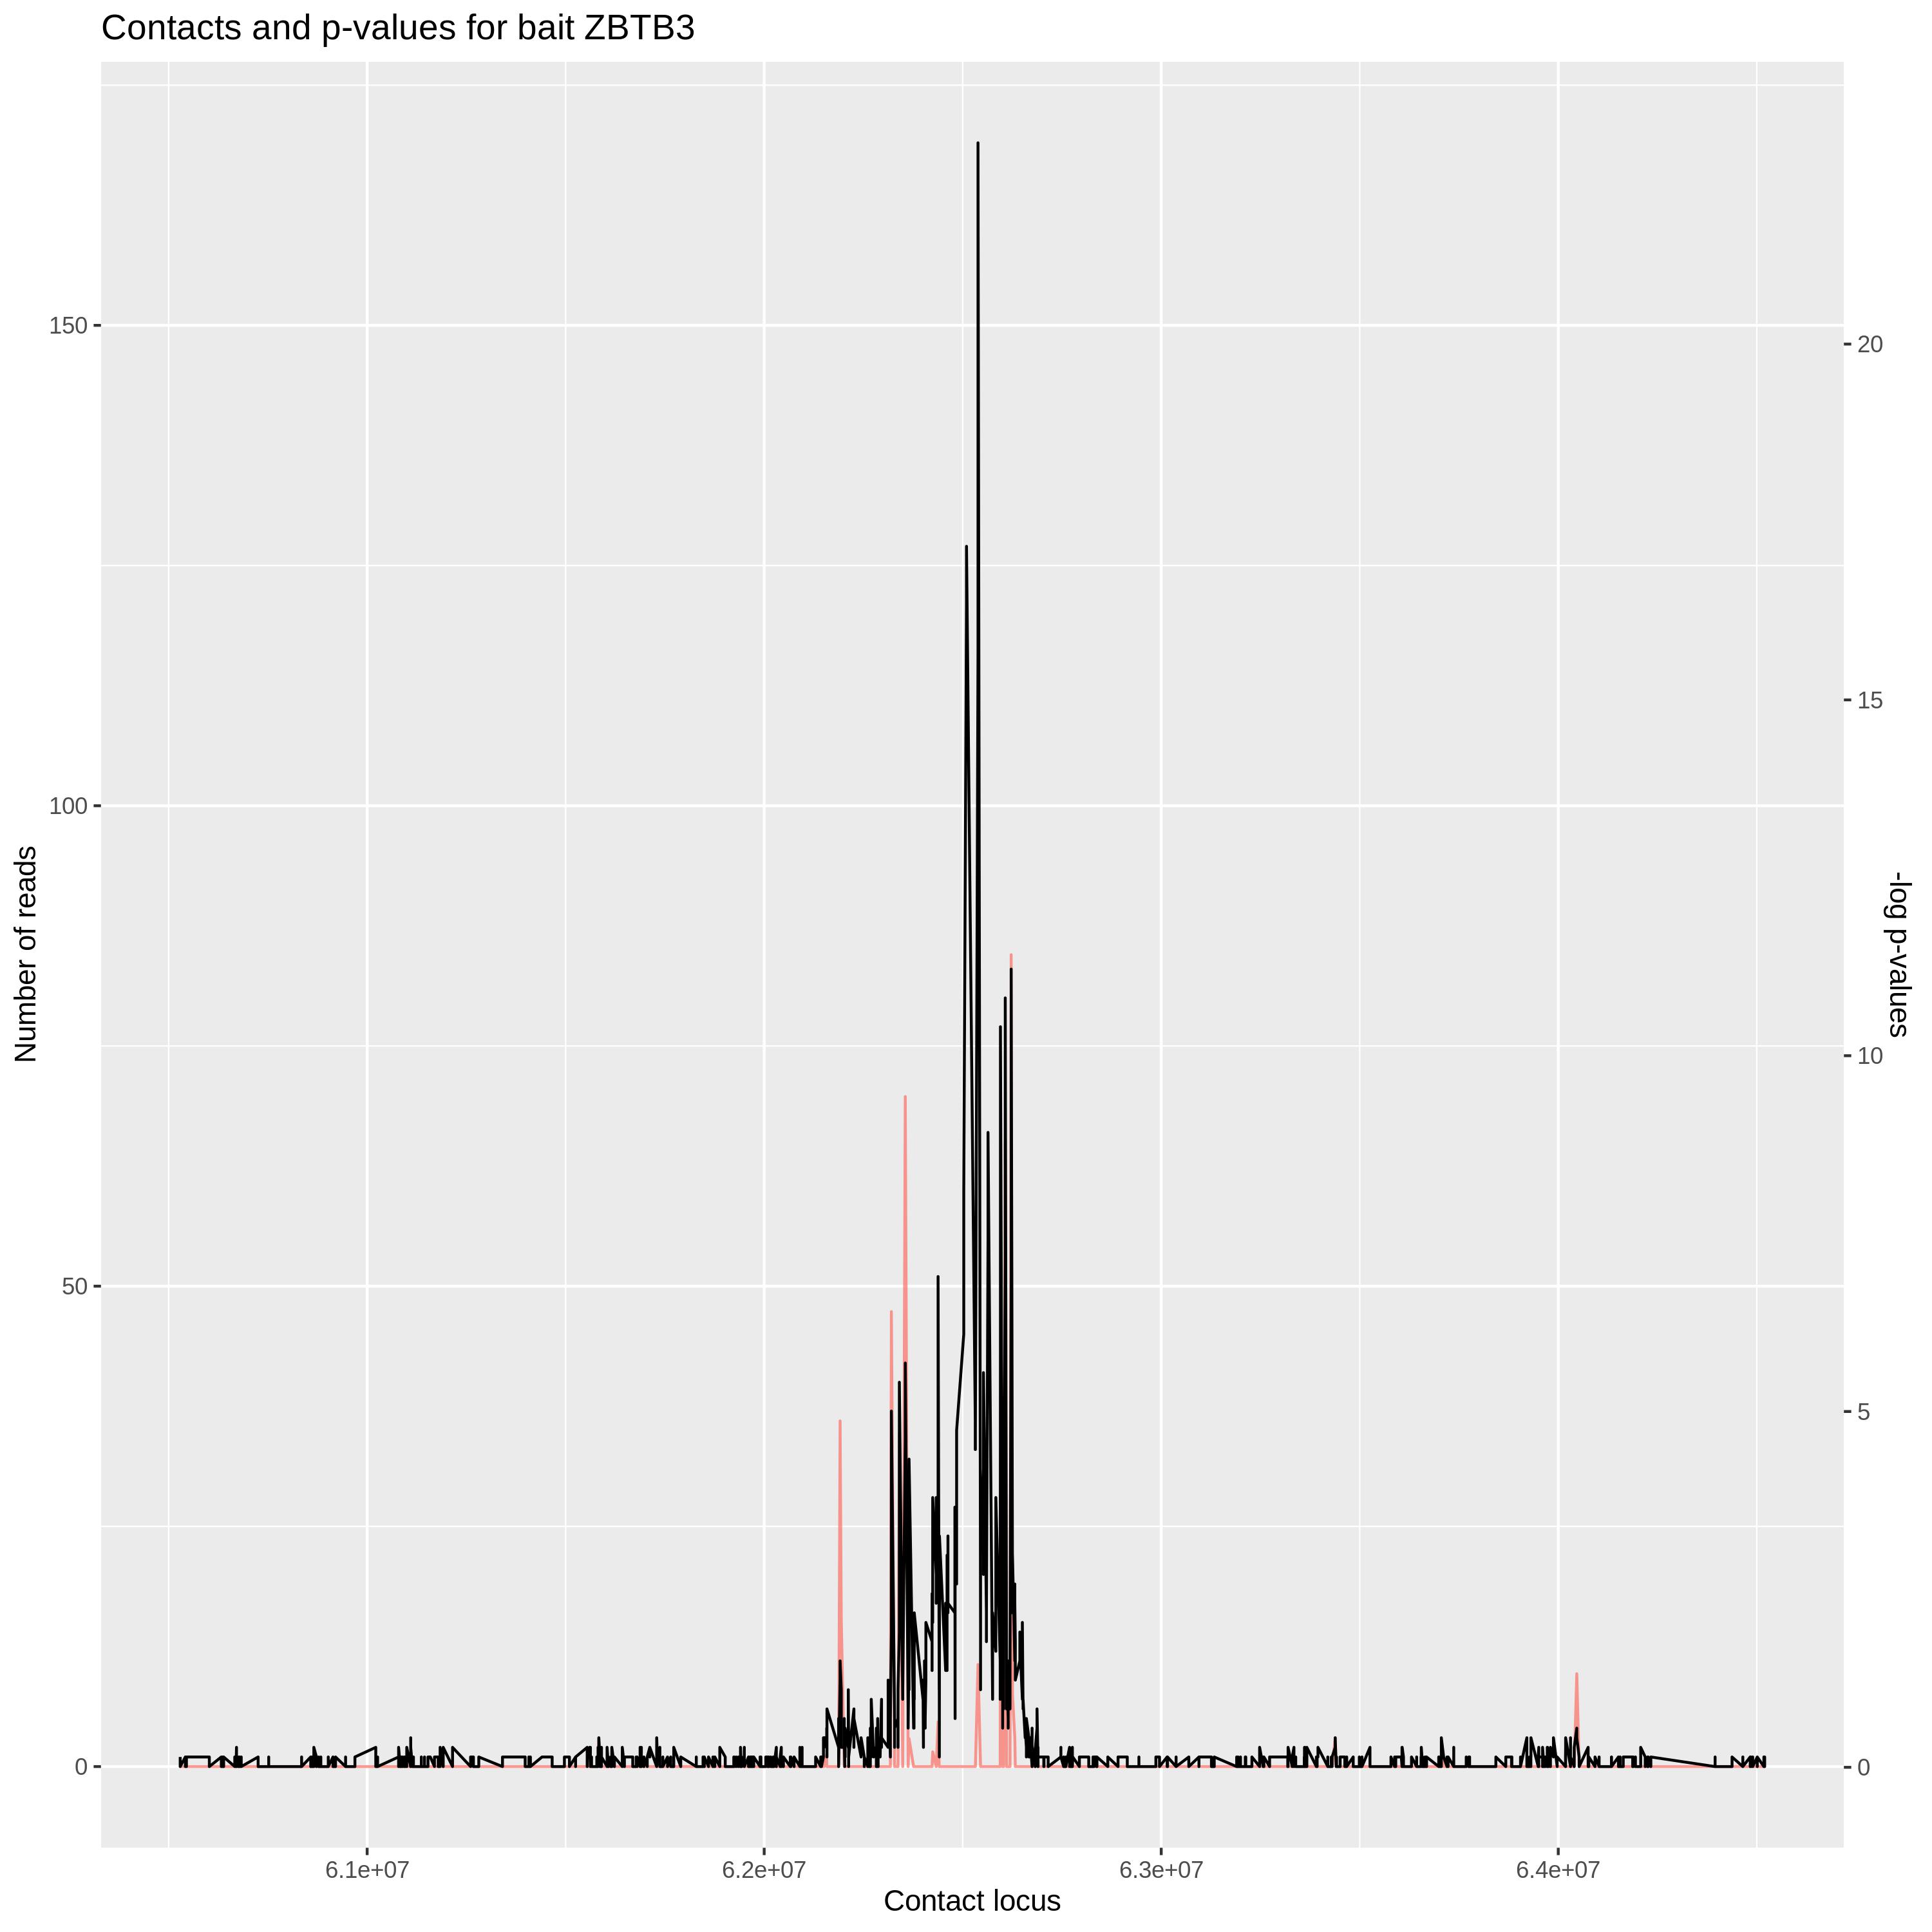 Contacts and p-values for bait ZBTB3
150
100
50
0
Number of reads
20
15
10
5
0
-log p-values
6.1e+07
6.2e+07
6.3e+07
6.4e+07
Contact locus